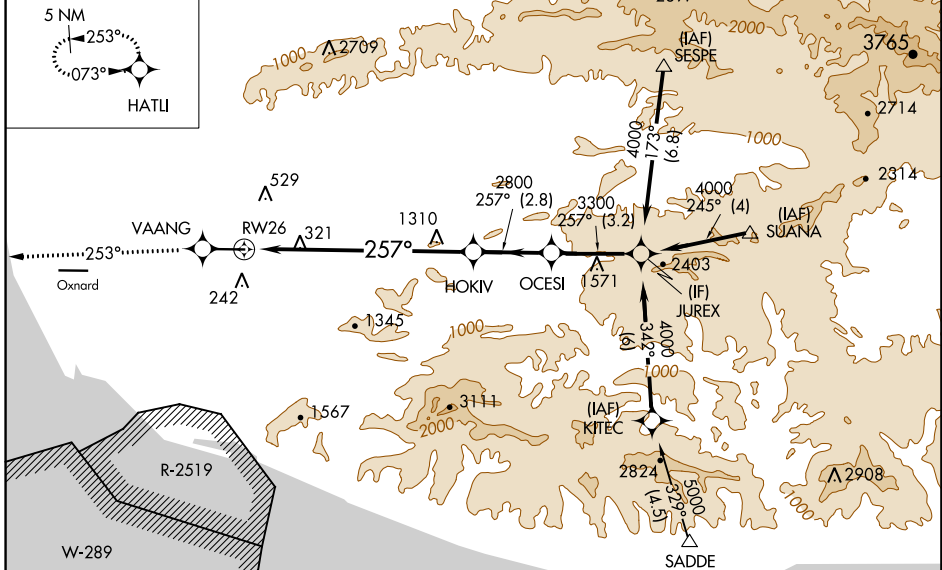 5 NM
253°
073°
HATLI
2709
1000
2000
(IAF)
SESPE
3765
2714
1000
2314
4000
173°
(6.8)
529
VAANG
RW26
321
1310
2800
257° (2.8)
3300
257° (3.2)
4000
245° (4)
(IAF)
SUANA
253°
257°
Oxnard
242
HOKIV
OCESI
1571
2403
(IF)
JUREX
1345
1000
4000
342°
(6)
1000
1567
3111
2000
(IAF)
KITEC
R-2519
2824
5000
329°
(4.5)
2908
1000
W-289
SADDE